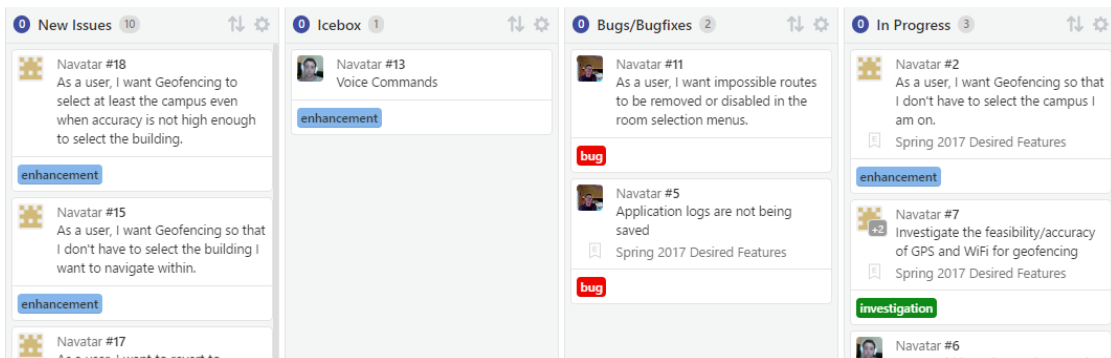 0 New Issues 10
Navatar #18
As a user, I want Geofencing to
select at least the campus even
when accuracy is not high enough
to select the building.
enhancement
Navatar #15
As a user, I want Geofencing so that
I don't have to select the building I
want to navigate within.
enhancement
Navatar #17
As a user, I want to revert to
0 Icebox 1
Navatar #13
Voice Commands
enhancement
0 Bugs/Bugfixes 2
Navatar #11
As a user, I want impossible routes
to be removed or disabled in the
room selection menus.
bug
Navatar #5
Application logs are not being
saved
Spring 2017 Desired Features
bug
0 In Progress 3
Navatar #2
As a user, I want Geofencing so that
I don't have to select the campus I
am on.
Spring 2017 Desired Features
enhancement
+2
Navatar #7
Investigate the feasibility/accuracy
of GPS and WiFi for geofencing
Spring 2017 Desired Features
investigation
Navatar #6